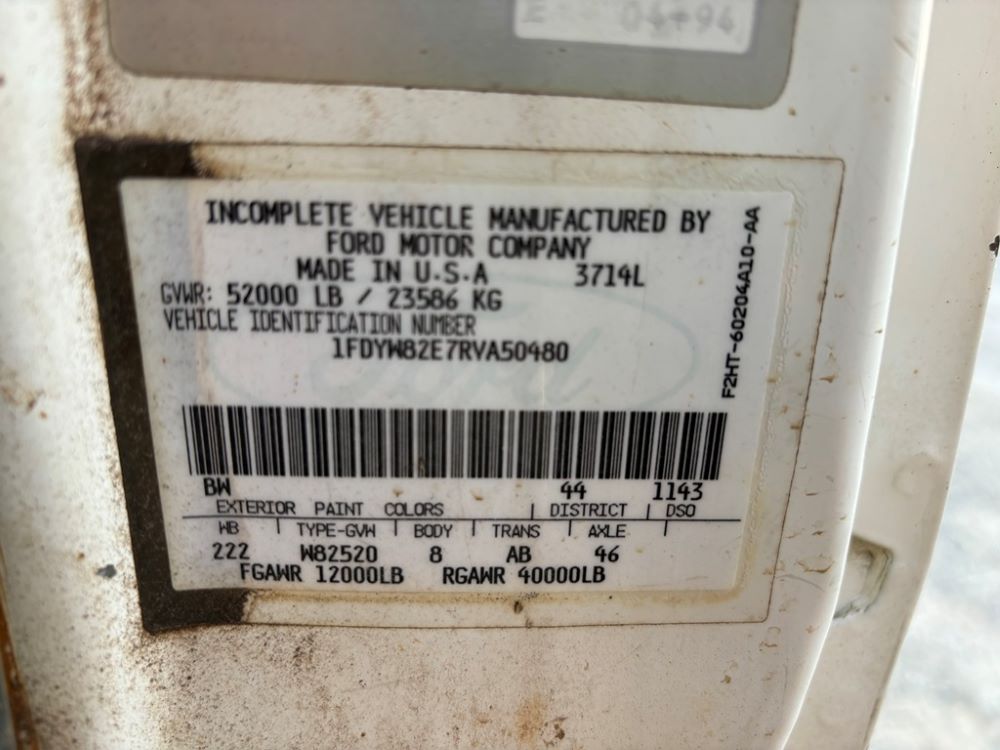 04+94
INCOMPLETE VEHICLE MANUFACTURED BY
FORD MOTOR COMPANY
MADE IN U.S.A 3714L
GVWR: 52000 LB / 23586 KG
VEHICLE IDENTIFICATION NUMBER
1FDYW82E7RVA50480
F2HT-60204A10-AA
BW 44 1143
EXTERIOR PAINT COLORS | DISTRICT | DSO
WB | TYPE-GVW | BODY | TRANS | AXLE |
222 W82520 8 AB 46
FGAWR 12000LB RGAWR 40000LB